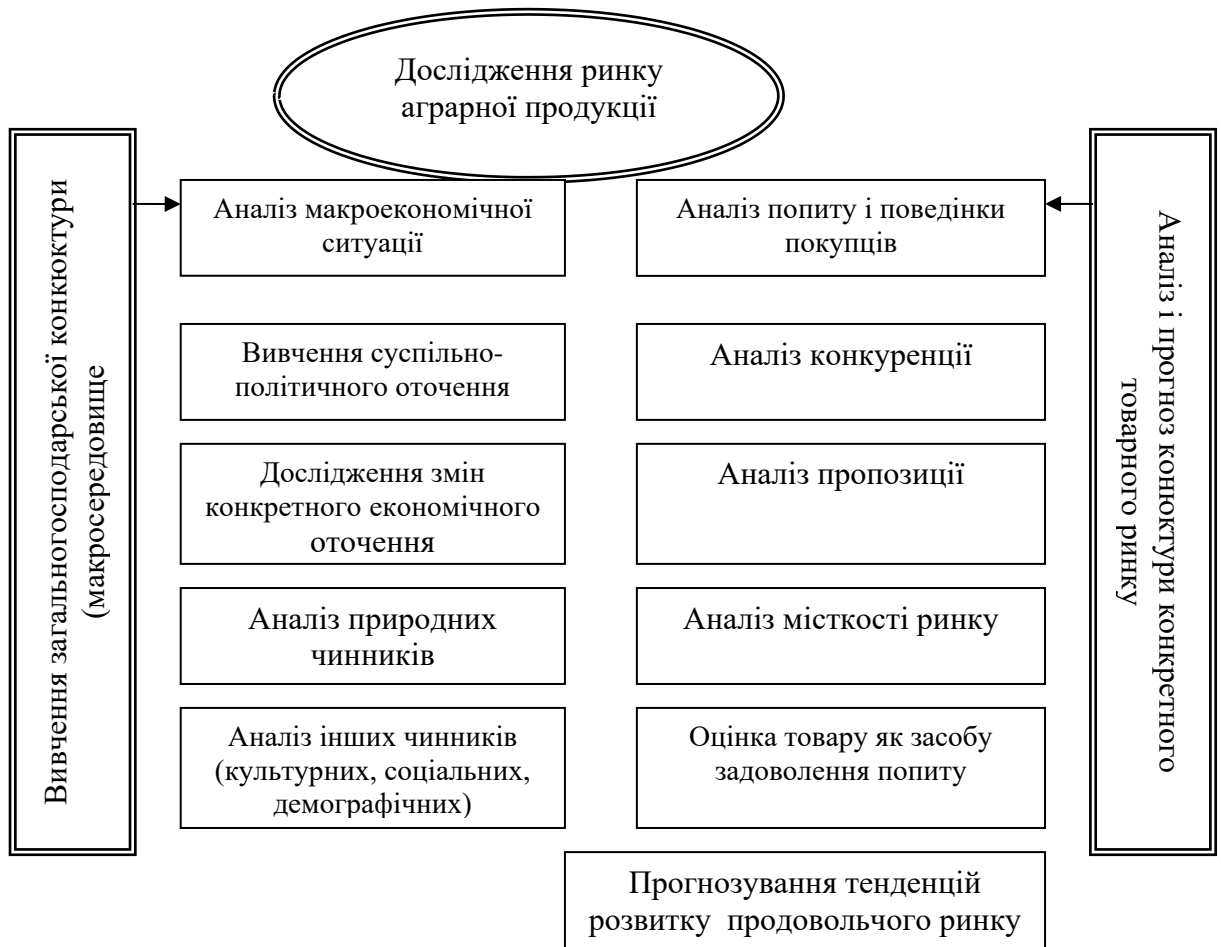 Дослідження ринку
аграрної продукції
Вивчення загальногосподарської конкюктури
(макросередовище
Аналіз макроекономічної
ситуації
Вивчення суспільно-
політичного оточення
Дослідження змін
конкретного економічного
оточення
Аналіз природних
чинників
Аналіз інших чинників
(культурних, соціальних,
демографічних)
Аналіз попиту і поведінки
покупців
Аналіз конкуренції
Аналіз пропозиції
Аналіз місткості ринку
Оцінка товару як засобу
задоволення попиту
Прогнозування тенденцій
розвитку продовольчого ринку
Аналіз і прогноз конюктури конкретного
товарного ринку